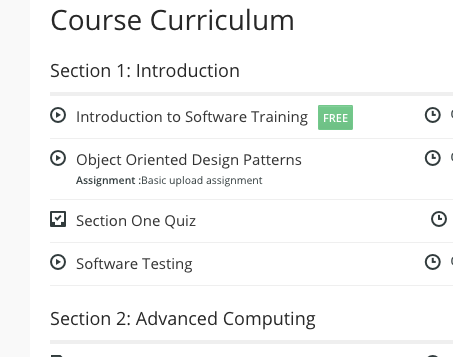 Course Curriculum
Section 1: Introduction
Introduction to Software Training FREE
Object Oriented Design Patterns
Assignment :Basic upload assignment
Section One Quiz
Software Testing
Section 2: Advanced Computing